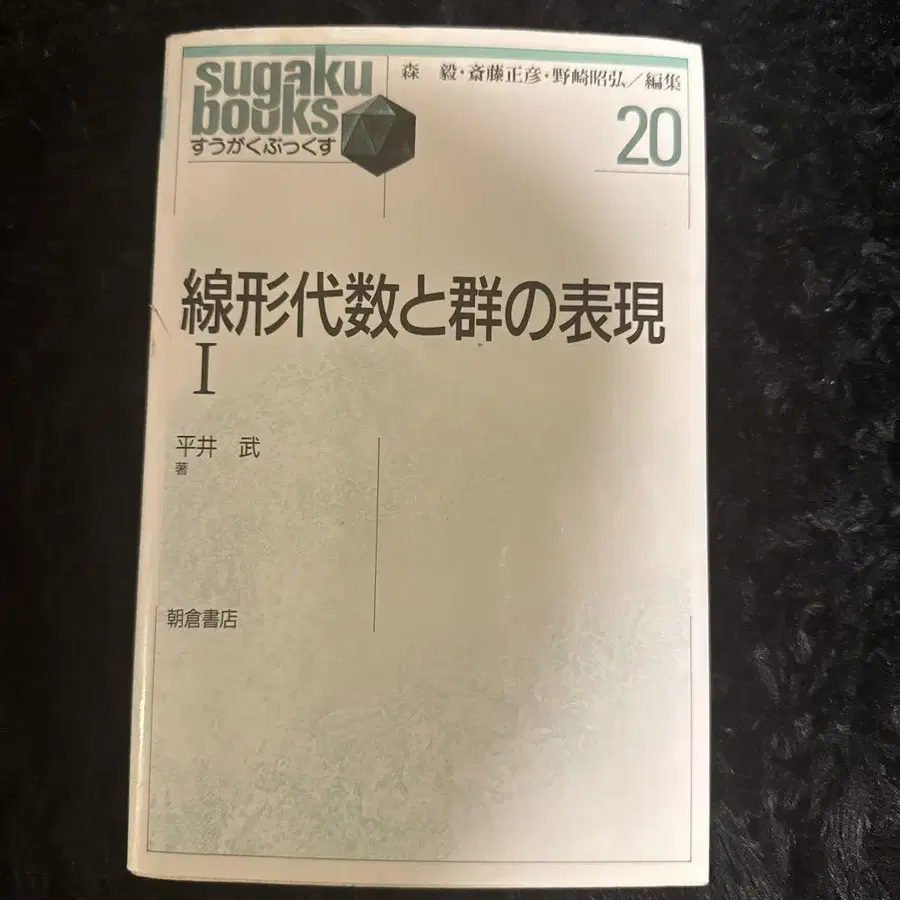 sugaku
books
すうがくぶっくす
森 毅・斎藤正彦・野崎昭弘／編集
20
線形代数と群の表現
I
平井 武
著
朝倉書店